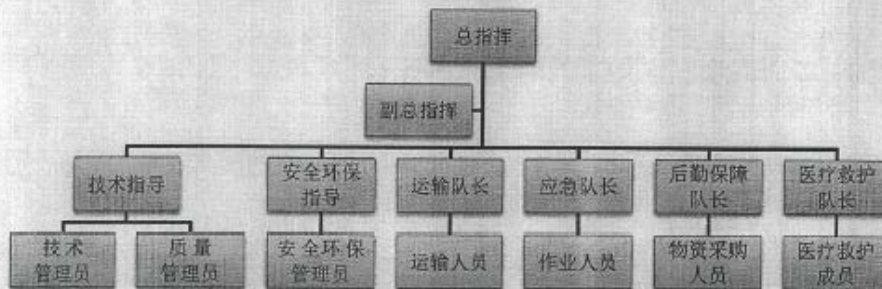 总指挥
副总指挥
技术指导
安全环保
指导
运输队长
应急队长
后勤保障
队长
医疗救护
队长
技术
管理员
质量
管理员
安全环保
管理员
运输人员
作业人员
物资采购
人员
医疗救护
成员